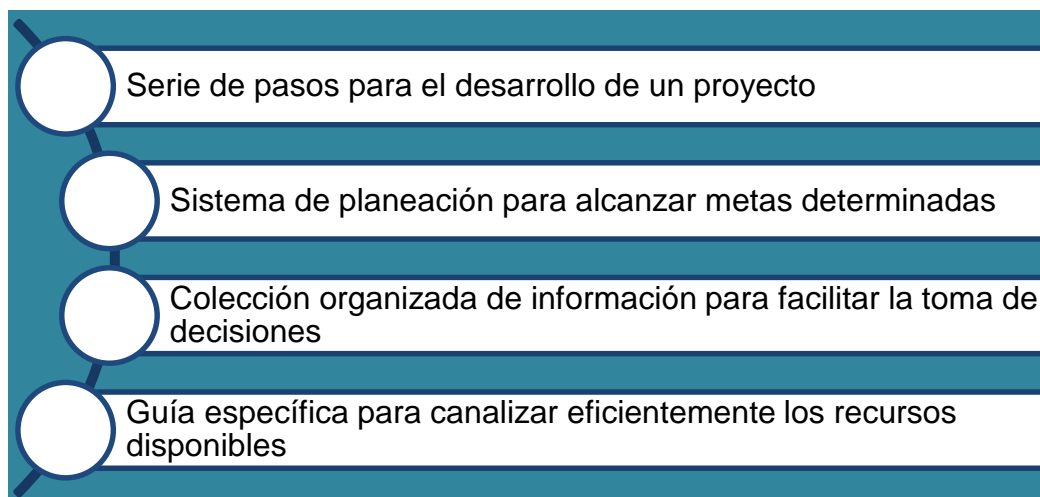 Serie de pasos para el desarrollo de un proyecto
Sistema de planeación para alcanzar metas determinadas
Colección organizada de información para facilitar la toma de
decisiones
Guía específica para canalizar eficientemente los recursos
disponibles